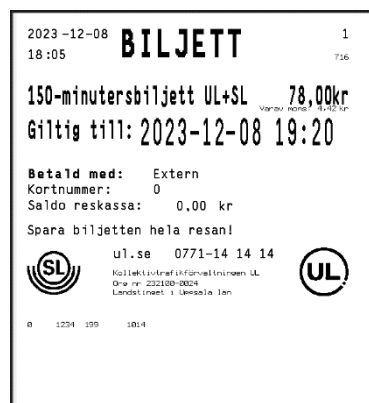 2023-12-08 BILJETT 1
18:05 716
150-minutersbiljett UL+SL 78,00kr
Varav moms: 4,42 kr
Giltig till: 2023-12-08 19:20
Betald med: Extern
Kortnummer: 0
Saldo reskassa: 0,00 kr
Spara biljetten hela resan!
SL ul.se 0771-14 14 14 UL
Kollektivtrafikförvaltningen UL
Org nr 232100-0024
Landstinget i Uppsala län
0 1234 199 1014